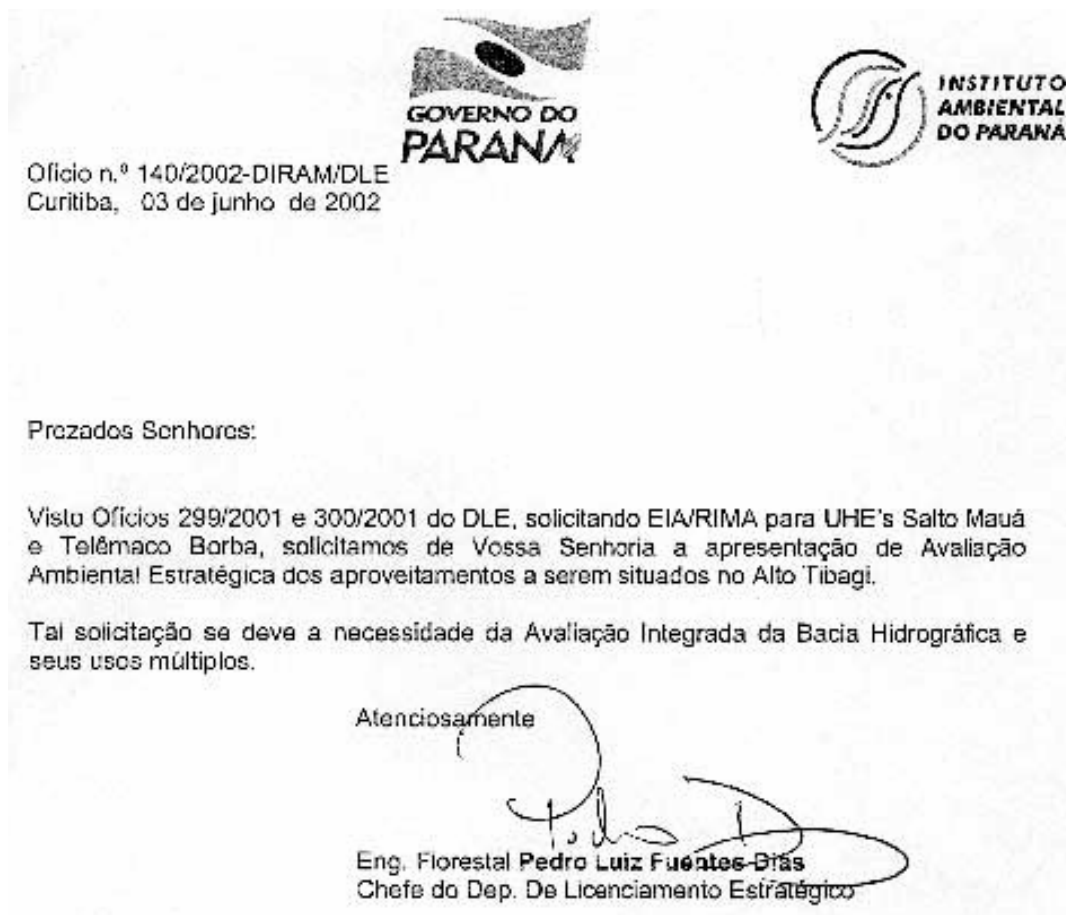 GOVERNO DO
PARANÁ
INSTITUTO
AMBIENTAL
DO PARANÁ
Ofício n.º 140/2002-DIRAM/DLE
Curitiba, 03 de junho de 2002
Prezados Senhores:
Visto Ofícios 299/2001 e 300/2001 do DLE, solicitando EIA/RIMA para UHE's Salto Mauá
e Telêmaco Borba, solicitamos de Vossa Senhoria a apresentação de Avaliação
Ambiental Estratégica dos aproveitamentos a serem situados no Alto Tibagi.
Tal solicitação se deve a necessidade da Avaliação Integrada da Bacia Hidrográfica e
seus usos múltiplos.
Atenciosamente
Eng. Florestal Pedro Luiz Fuentes Dias
Chefe do Dep. De Licenciamento Estratégico